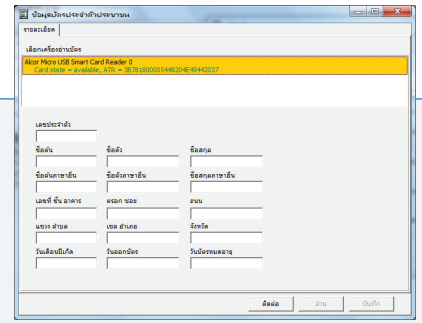 ข้อมูลบัตรประจำตัวประชาชน
รายละเอียด
เลือกเครื่องอ่านบัตร
Alcor Micro USB Smart Card Reader 0
Card state = available, ATR = 3B781800005448204E49442037
เลขประจำตัว
ชื่อต้น ชื่อตัว ชื่อสกุล
ชื่อต้นภาษาอื่น ชื่อตัวภาษาอื่น ชื่อสกุลภาษาอื่น
เลขที่ ชั้น อาคาร ตรอก ซอย ถนน
แขวง ตำบล เขต อำเภอ จังหวัด
วันเดือนปีเกิด วันออกบัตร วันบัตรหมดอายุ
ติดต่อ อ่าน บันทึก